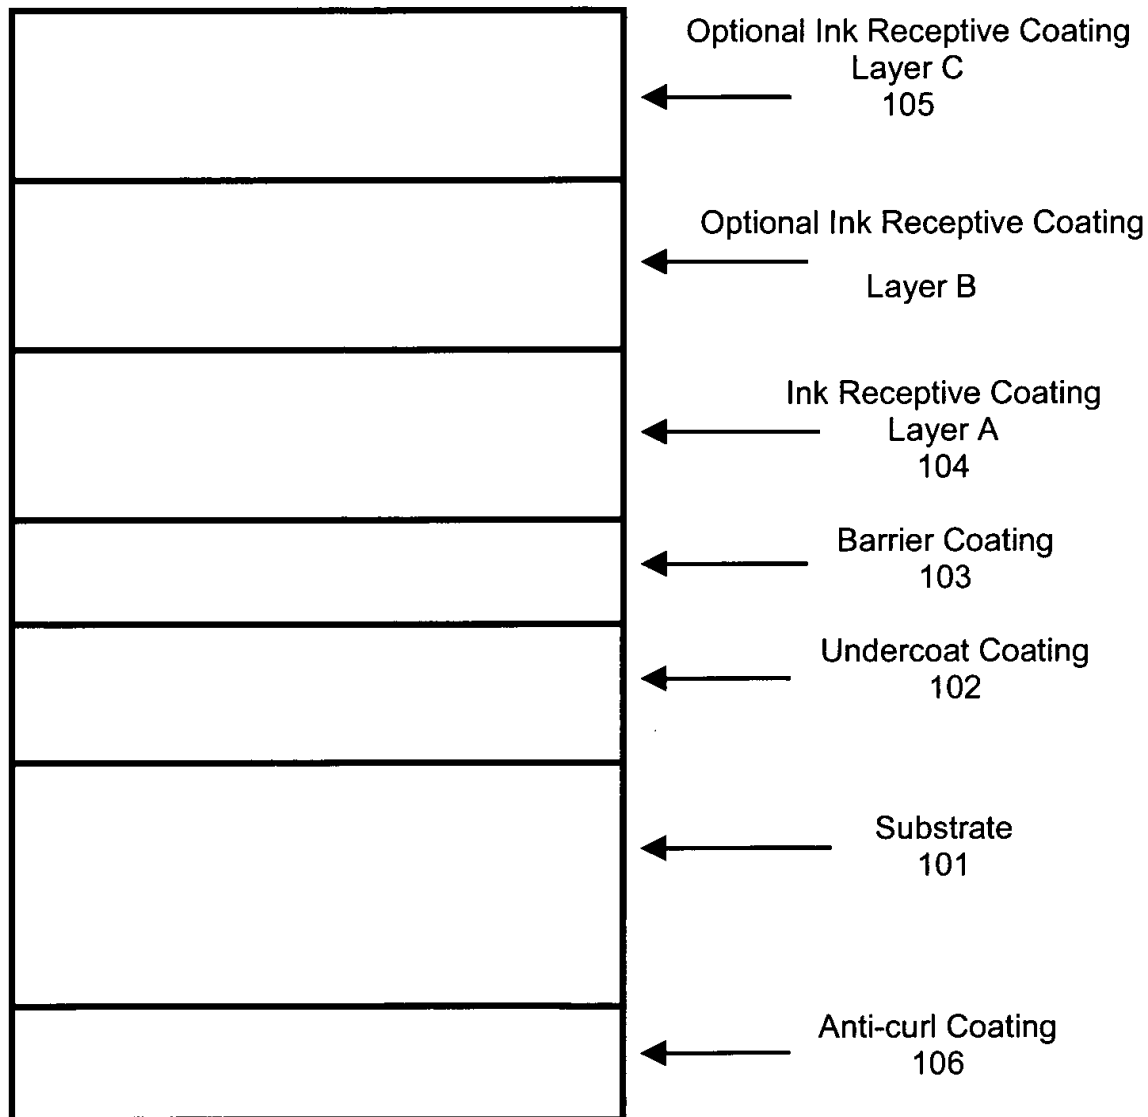 Optional Ink Receptive Coating
Layer C
105
Optional Ink Receptive Coating
Layer B
Ink Receptive Coating
Layer A
104
Barrier Coating
103
Undercoat Coating
102
Substrate
101
Anti-curl Coating
106